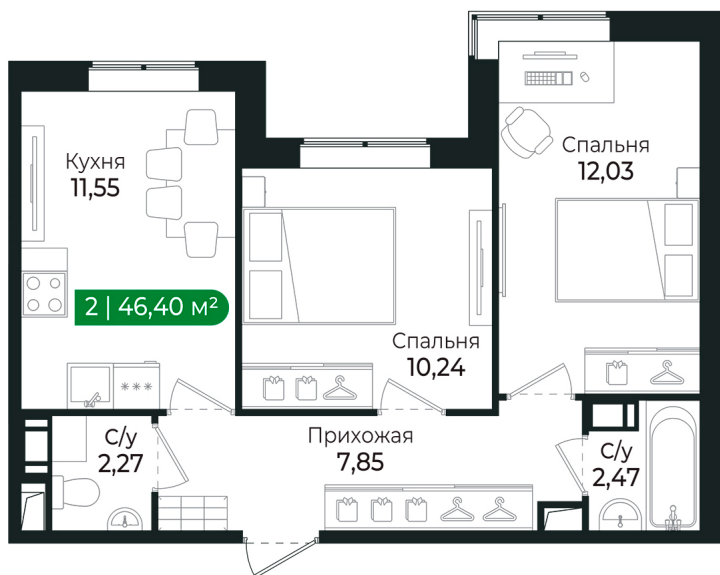 Кухня
11,55
Спальня
12,03
2 | 46,40 м²
Спальня
10,24
***
С/у
2,27
Прихожая
7,85
С/у
2,47